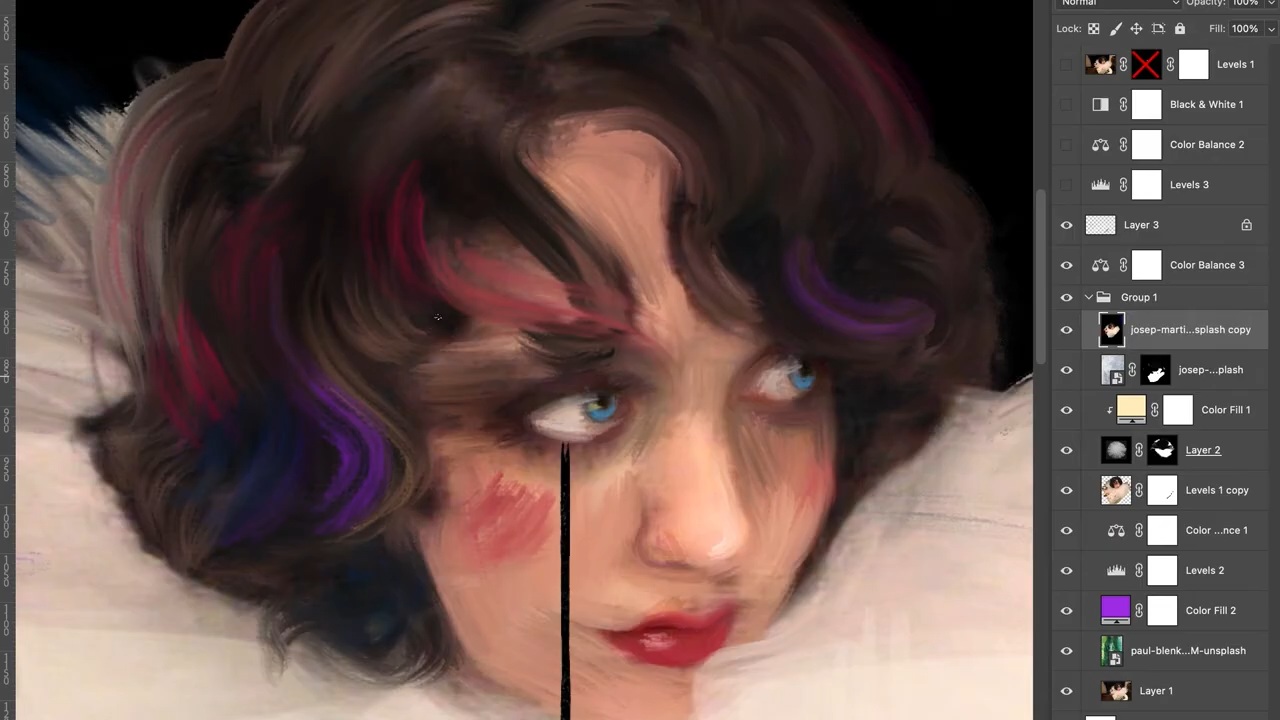 Normal Opacity: 100%
Lock: Fill: 100%
Levels 1
Black & White 1
Color Balance 2
Levels 3
Layer 3
Color Balance 3
Group 1
josep-marti...splash copy
josep-...plash
Color Fill 1
Layer 2
Levels 1 copy
Color ...nce 1
Levels 2
Color Fill 2
paul-blenk...M-unsplash
Layer 1